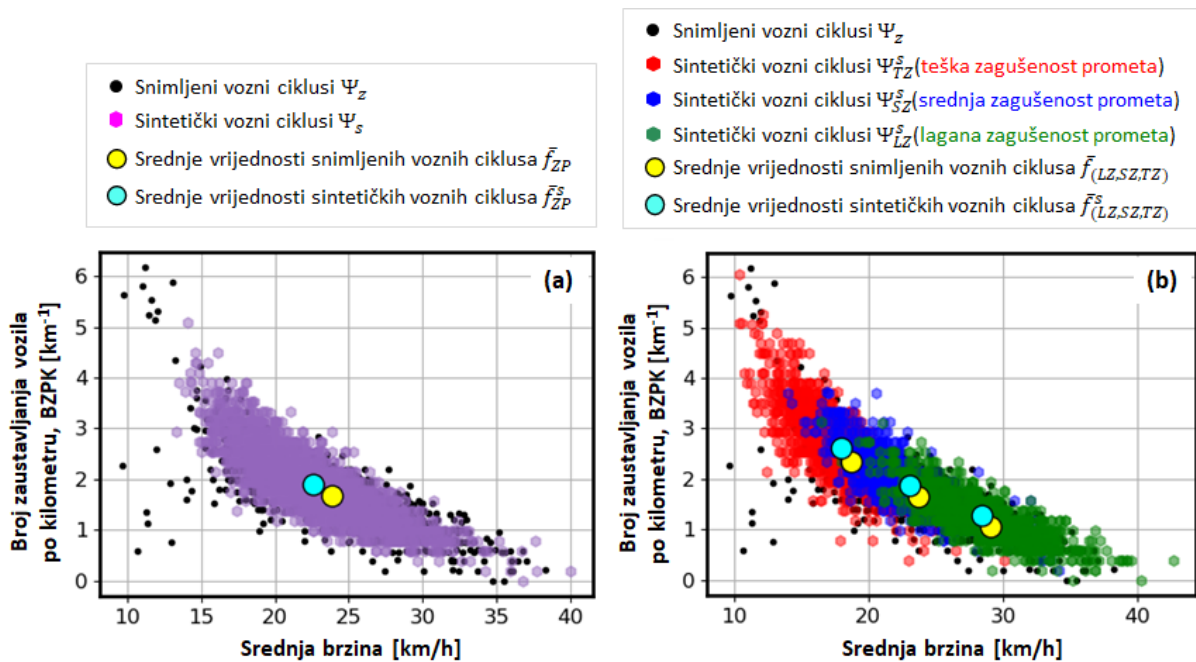 Snimljeni vozni ciklusi Ψz
Sintetički vozni ciklusi Ψs
Srednje vrijednosti snimljenih voznih ciklusa f̄ZP
Srednje vrijednosti sintetičkih voznih ciklusa f̄ˢZP
Snimljeni vozni ciklusi Ψz
Sintetički vozni ciklusi ΨˢTZ(teška zagušenost prometa)
Sintetički vozni ciklusi ΨˢSZ(srednja zagušenost prometa)
Sintetički vozni ciklusi ΨˢLZ(lagana zagušenost prometa)
Srednje vrijednosti snimljenih voznih ciklusa f̄(LZ,SZ,TZ)
Srednje vrijednosti sintetičkih voznih ciklusa f̄ˢ(LZ,SZ,TZ)
Broj zaustavljanja vozila
po kilometru, BZPK [km⁻¹]
6
5
4
3
2
1
0
(a)
10 15 20 25 30 35 40
Srednja brzina [km/h]
Broj zaustavljanja vozila
po kilometru, BZPK [km⁻¹]
6
5
4
3
2
1
0
(b)
10 20 30 40
Srednja brzina [km/h]